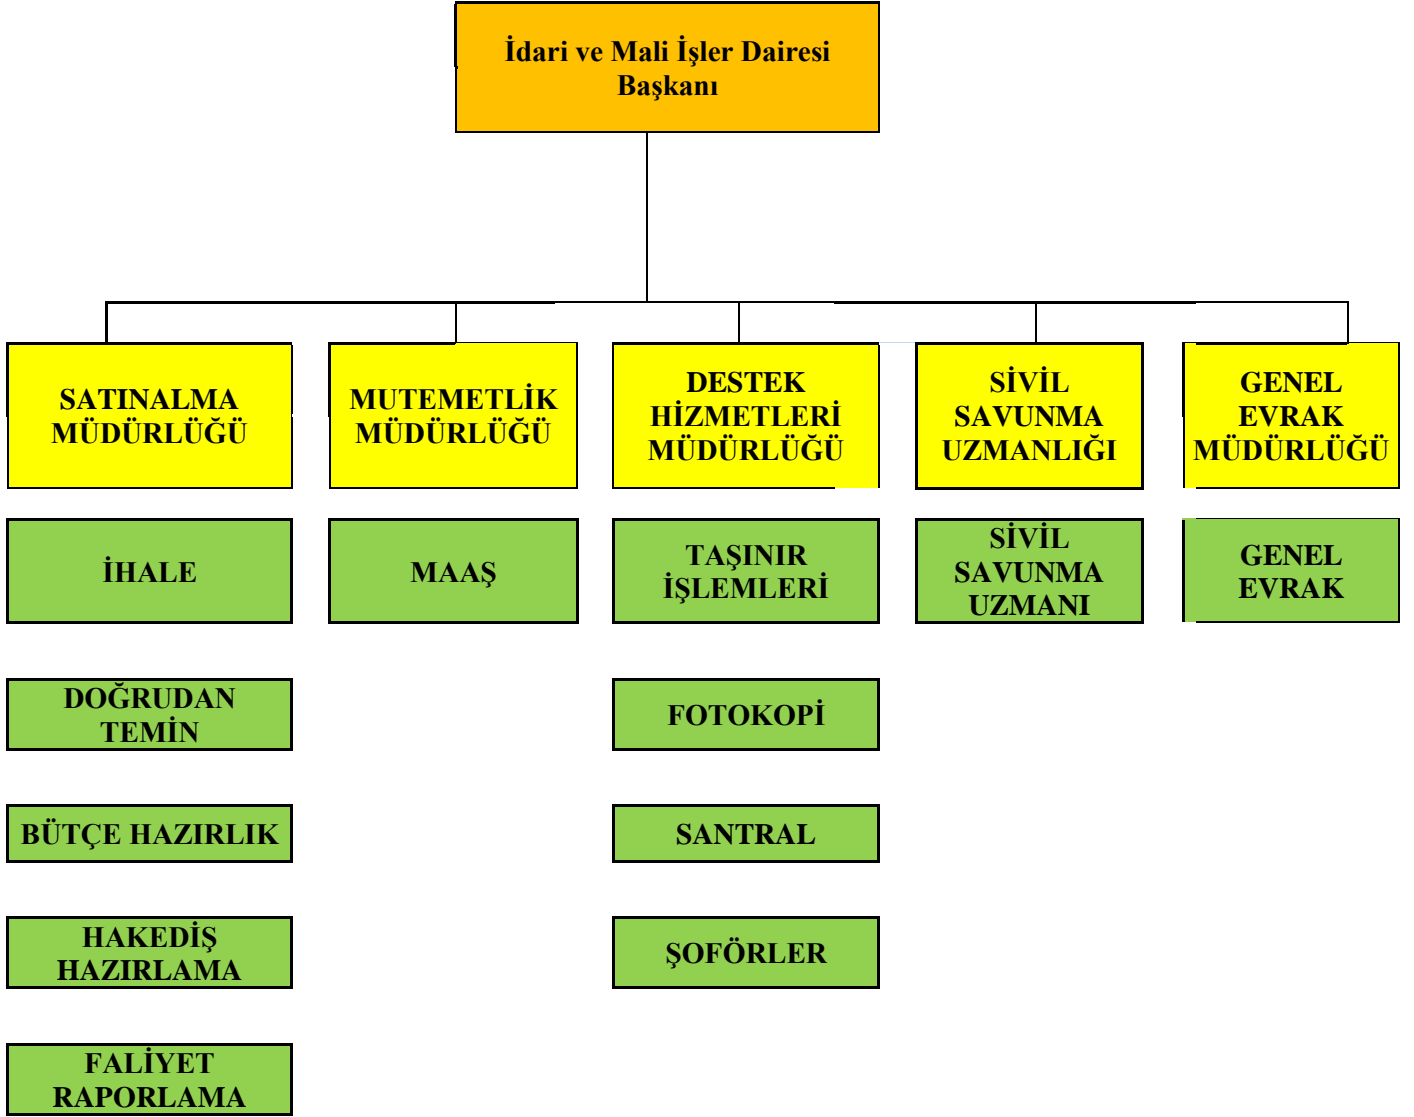 İdari ve Mali İşler Dairesi
Başkanı
SATINALMA
MÜDÜRLÜĞÜ
MUTEMETLİK
MÜDÜRLÜĞÜ
DESTEK
HİZMETLERİ
MÜDÜRLÜĞÜ
SİVİL
SAVUNMA
UZMANLIĞI
GENEL
EVRAK
MÜDÜRLÜĞÜ
İHALE
MAAŞ
TAŞINIR
İŞLEMLERİ
SİVİL
SAVUNMA
UZMANI
GENEL
EVRAK
DOĞRUDAN
TEMİN
FOTOKOPİ
BÜTÇE HAZIRLIK
SANTRAL
HAKEDİŞ
HAZIRLAMA
ŞOFÖRLER
FALİYET
RAPORLAMA